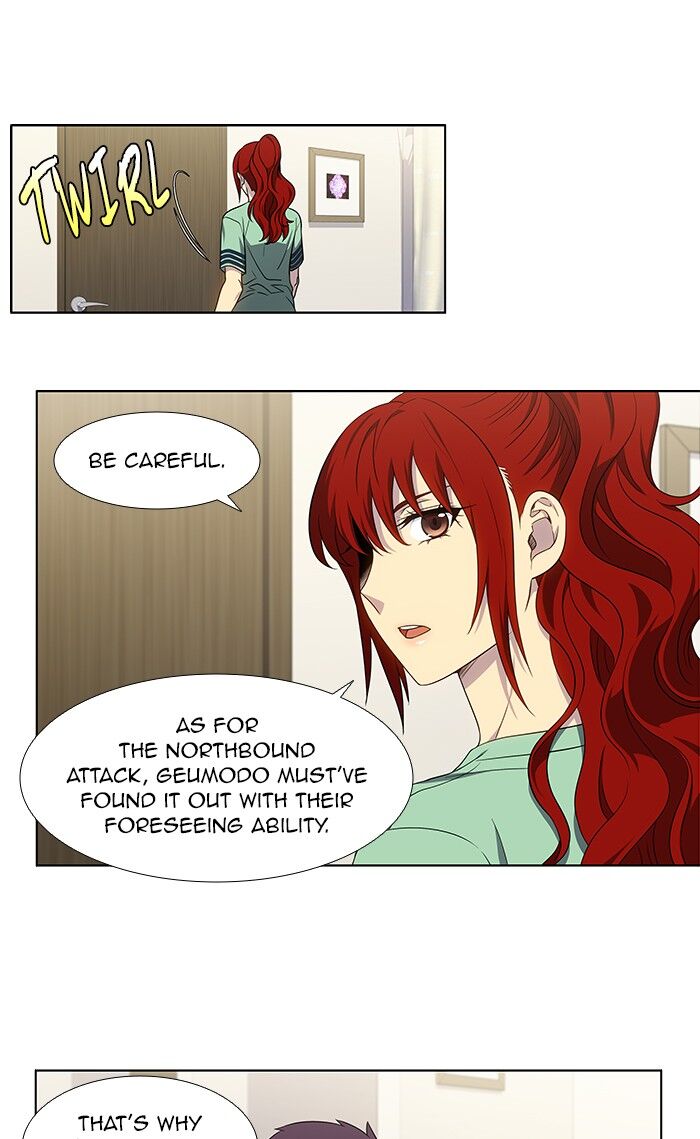 TWIRL
BE CAREFUL.
AS FOR
THE NORTHBOUND
ATTACK, GEUMODO MUST'VE
FOUND IT OUT WITH THEIR
FORESEEING ABILITY.
THAT'S WHY